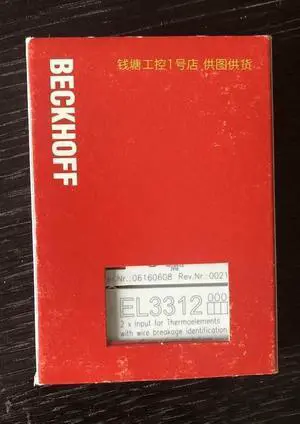 钱塘工控1号店 供图供货
BECKHOFF
Nr.: 06160608 Rev.Nr.: 0021
EL3312
000
2 x Input for Thermoelements
with wire breakage identification